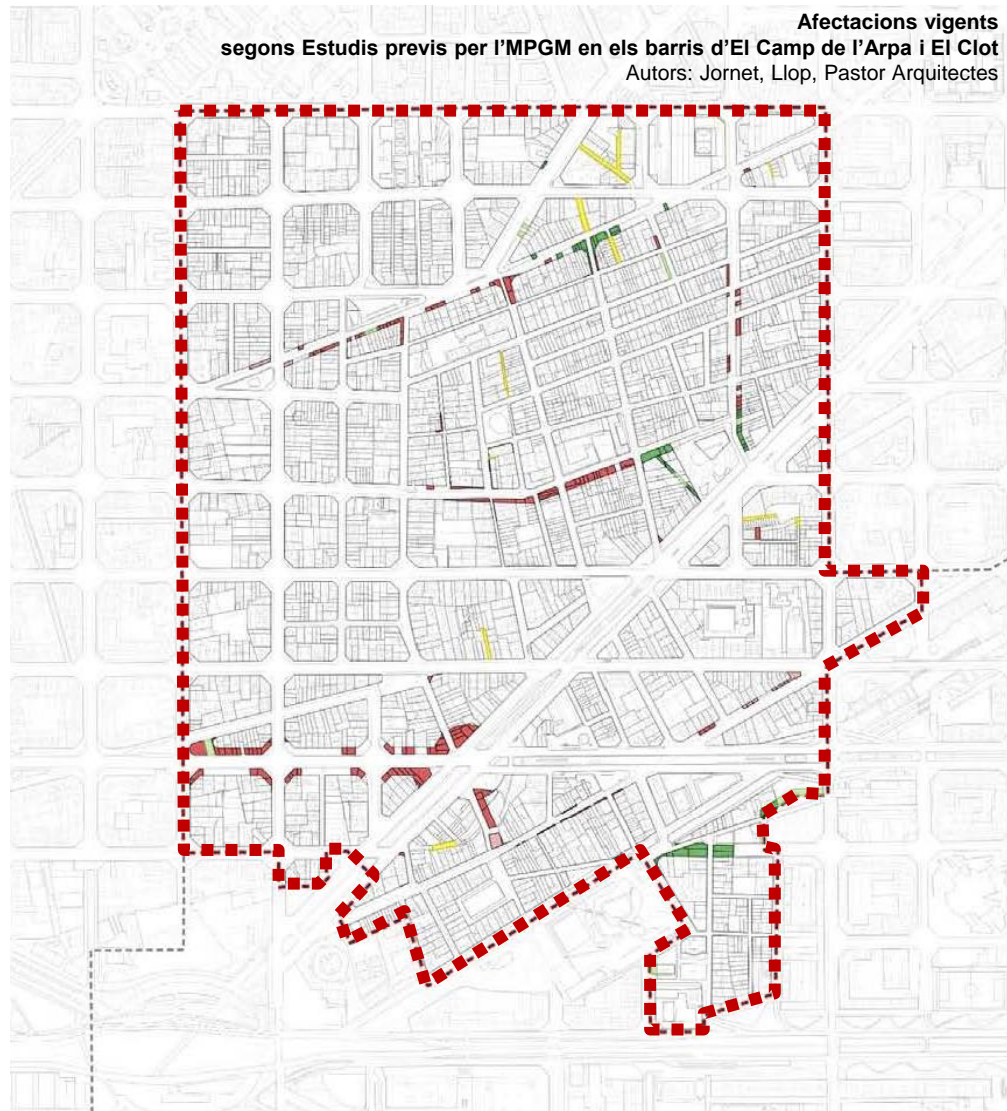 Afectacions vigents
segons Estudis previs per l'MPGM en els barris d'El Camp de l'Arpa i El Clot
Autors: Jornet, Llop, Pastor Arquitectes